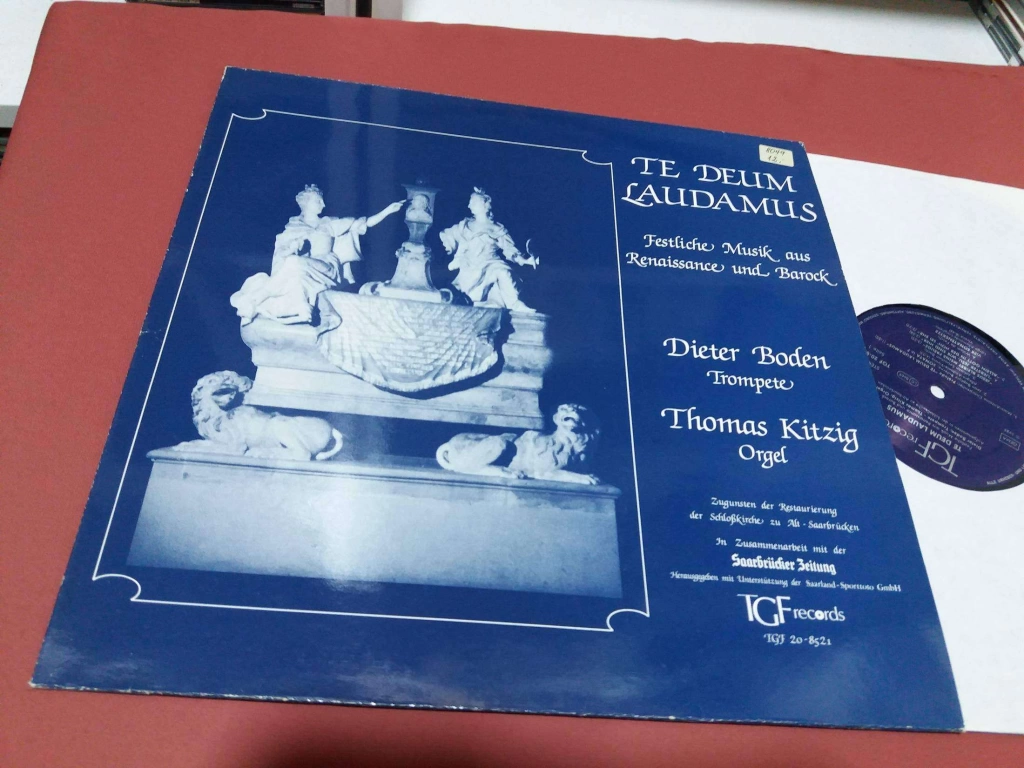 8049
12,
TE DEUM
LAUDAMUS
Festliche Musik aus
Renaissance und Barock
Dieter Boden
Trompete
Thomas Kitzig
Orgel
Zugunsten der Restaurierung
der Schloßkirche zu Alt-Saarbrücken
In Zusammenarbeit mit der
Saarbrücker Zeitung
Herausgegeben mit Unterstützung der Saarland-Sporttoto GmbH
TGF records
TGF 20-8521
TGF records
TE DEUM LAUDAMUS